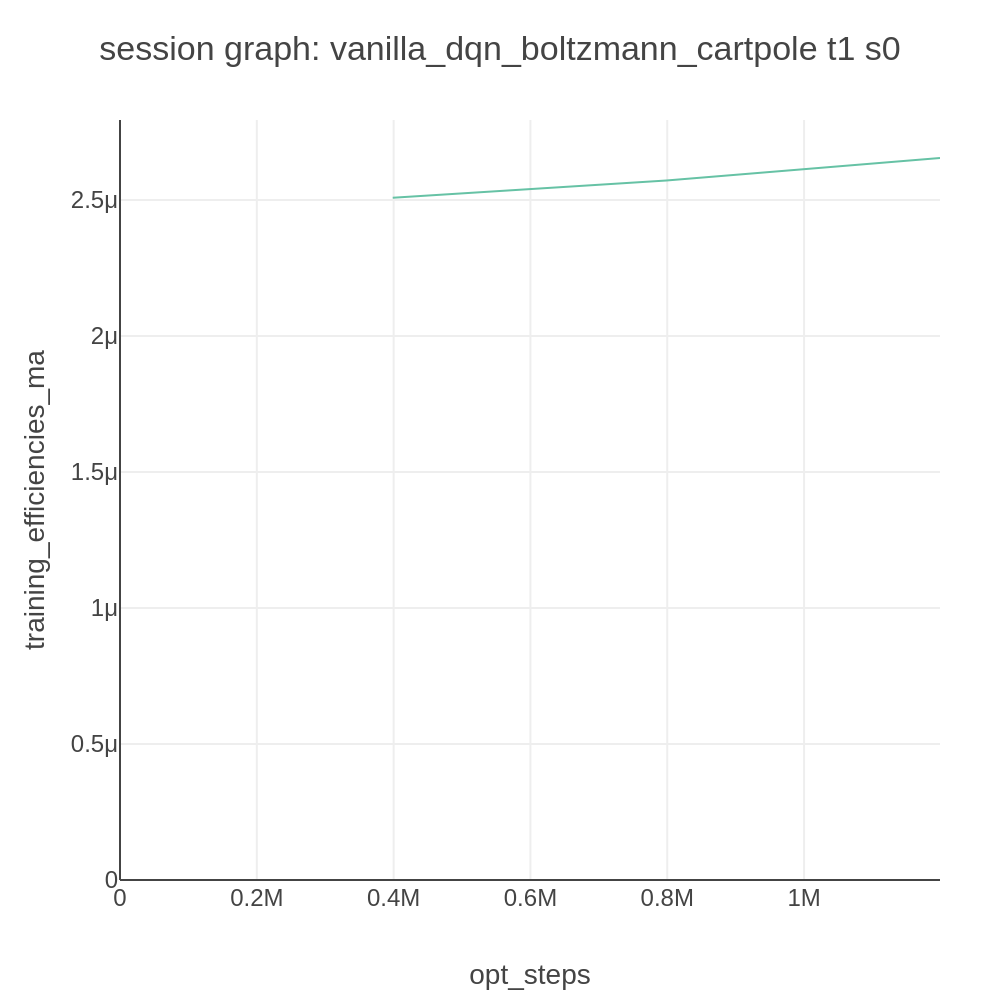 session graph: vanilla_dqn_boltzmann_cartpole t1 s0
training_efficiencies_ma
2.5μ
2μ
1.5μ
1μ
0.5μ
0
0
0.2M
0.4M
0.6M
0.8M
1M
opt_steps